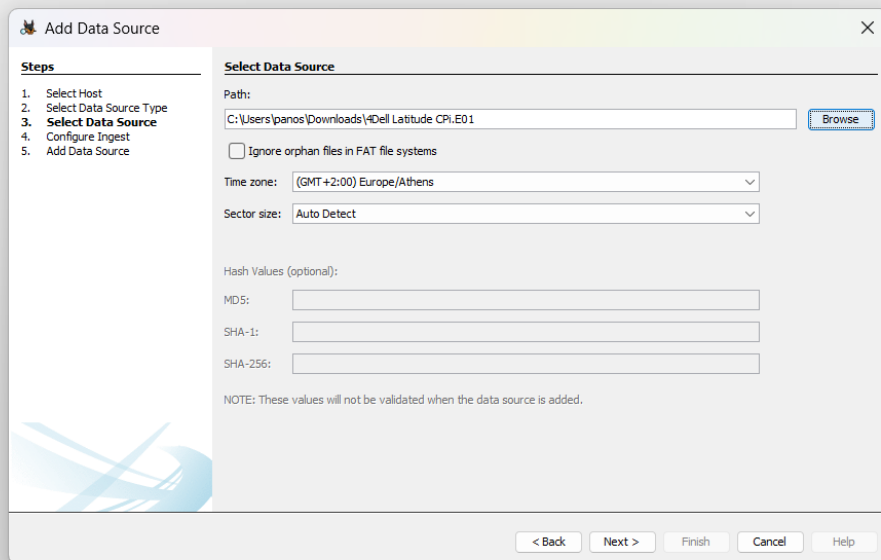 Add Data Source
Steps
1. Select Host
2. Select Data Source Type
3. Select Data Source
4. Configure Ingest
5. Add Data Source
Select Data Source
Path:
C:\Users\panos\Downloads\4Dell Latitude CPi.E01
Browse
Ignore orphan files in FAT file systems
Time zone: (GMT+2:00) Europe/Athens
Sector size: Auto Detect
Hash Values (optional):
MD5:
SHA-1:
SHA-256:
NOTE: These values will not be validated when the data source is added.
< Back Next > Finish Cancel Help